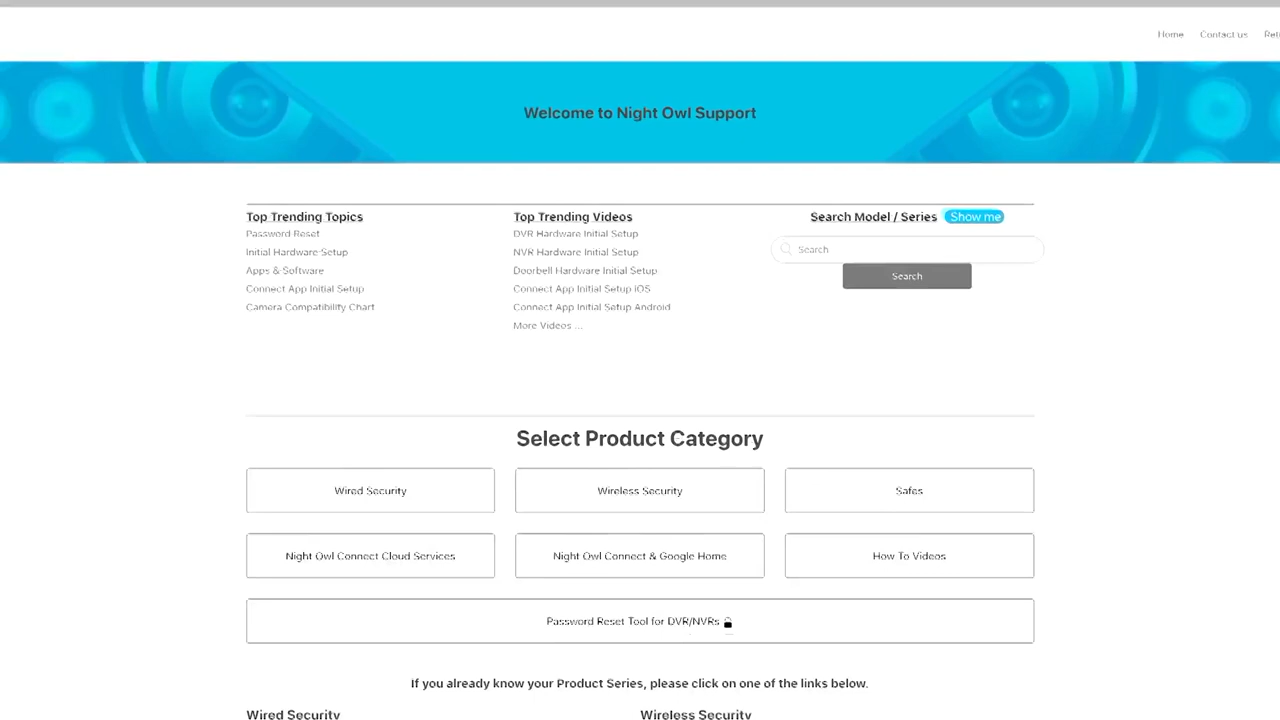 Home Contact us
Welcome to Night Owl Support
Top Trending Topics
Password Reset
Initial Hardware Setup
Apps & Software
Connect App Initial Setup
Camera Compatibility Chart
Top Trending Videos
DVR Hardware Initial Setup
NVR Hardware Initial Setup
Doorbell Hardware Initial Setup
Connect App Initial Setup iOS
Connect App Initial Setup Android
More Videos ...
Search Model / Series Show me
Search
Search
Select Product Category
Wired Security
Wireless Security
Safes
Night Owl Connect Cloud Services
Night Owl Connect & Google Home
How To Videos
Password Reset Tool for DVR/NVRs
If you already know your Product Series, please click on one of the links below.
Wired Security
Wireless Security